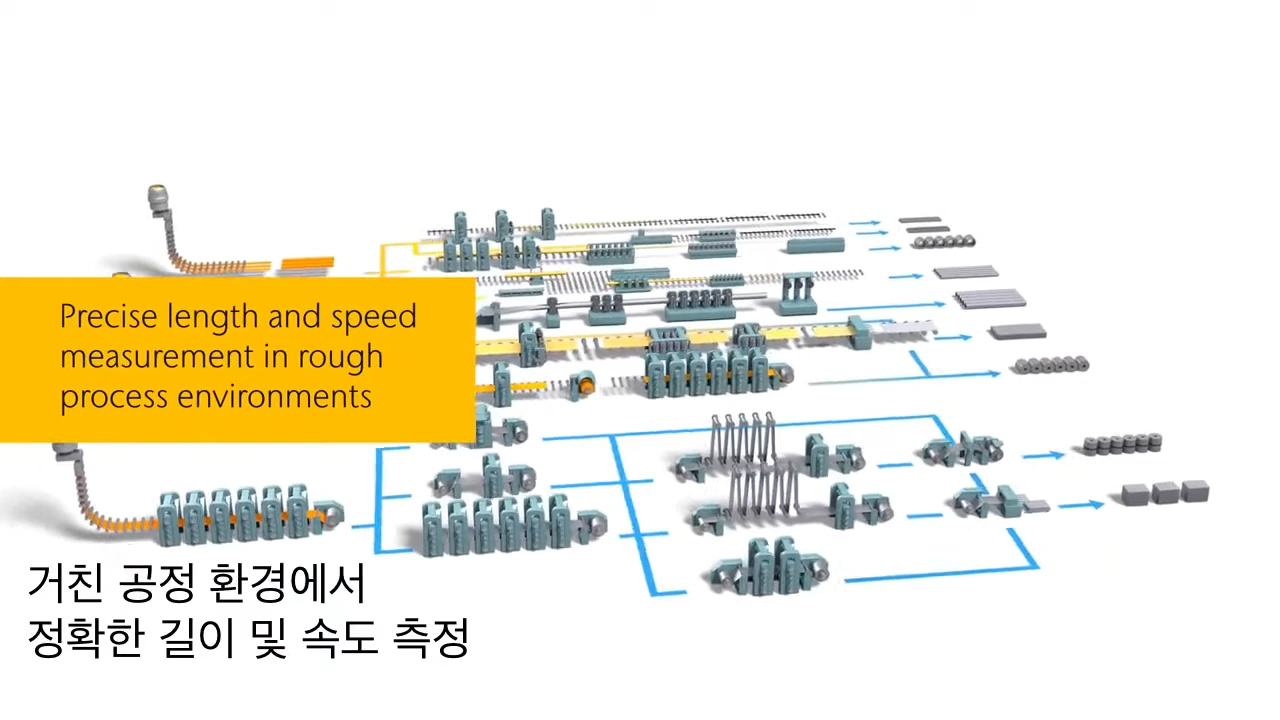 Precise length and speed
measurement in rough
process environments
거친 공정 환경에서
정확한 길이 및 속도 측정